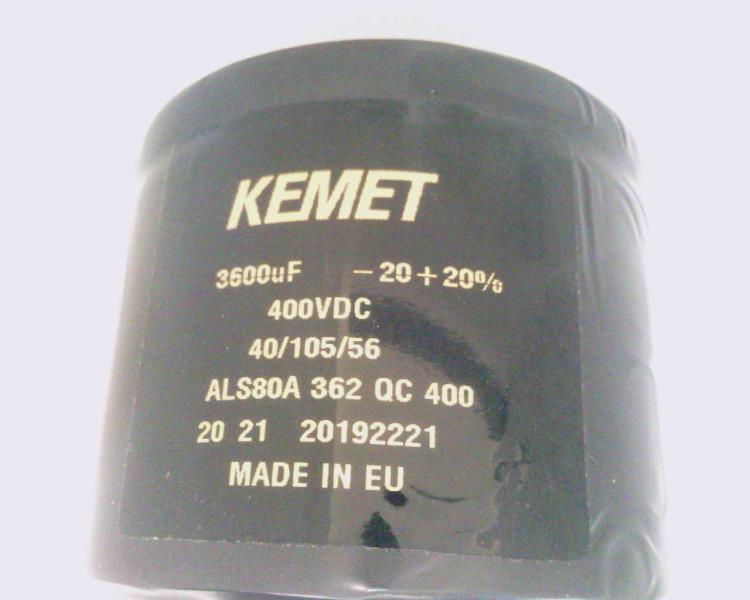 KEMET
3600uF −20+20%
400VDC
40/105/56
ALS80A 362 QC 400
20 21 20192221
MADE IN EU